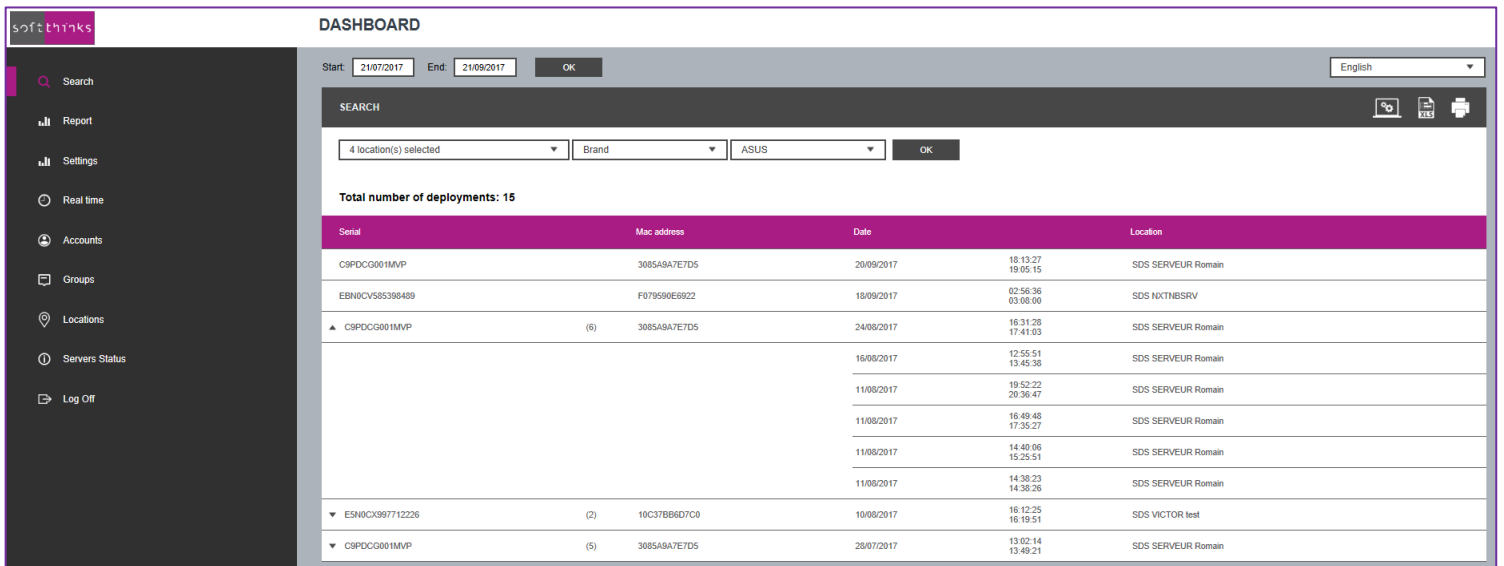 softthinks
DASHBOARD
Start: 21/07/2017 End: 21/09/2017 OK English
Search
Report
Settings
Real time
Accounts
Groups
Locations
Servers Status
Log Off
SEARCH
XLS
4 location(s) selected Brand ASUS OK
Total number of deployments: 15
Serial Mac address Date Location
C9PDCG001MVP 3085A9A7E7D5 20/09/2017 18:13:27 SDS SERVEUR Romain
19:05:15
EBN0CV585398489 F079590E6922 18/09/2017 02:56:36 SDS NXTNBSRV
03:08:00
C9PDCG001MVP (6) 3085A9A7E7D5 24/08/2017 16:31:28 SDS SERVEUR Romain
17:41:03
16/08/2017 12:55:51 SDS SERVEUR Romain
13:45:38
11/08/2017 19:52:22 SDS SERVEUR Romain
20:36:47
11/08/2017 16:49:48 SDS SERVEUR Romain
17:35:27
11/08/2017 14:40:06 SDS SERVEUR Romain
15:25:51
11/08/2017 14:38:23 SDS SERVEUR Romain
14:38:26
E5N0CX997712226 (2) 10C37BB6D7C0 10/08/2017 16:12:25 SDS VICTOR test
16:19:51
C9PDCG001MVP (5) 3085A9A7E7D5 28/07/2017 13:02:14 SDS SERVEUR Romain
13:49:21